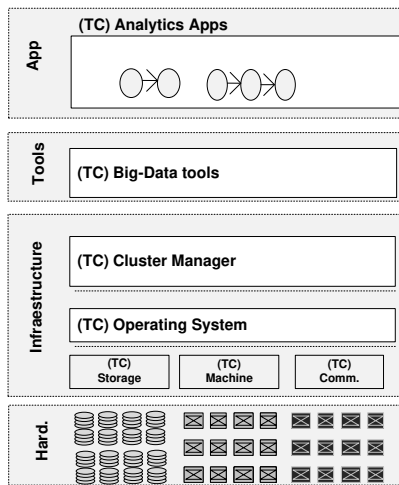 App
(TC) Analytics Apps
Tools
(TC) Big-Data tools
Infraestructure
(TC) Cluster Manager
(TC) Operating System
(TC)
Storage
(TC)
Machine
(TC)
Comm.
Hard.